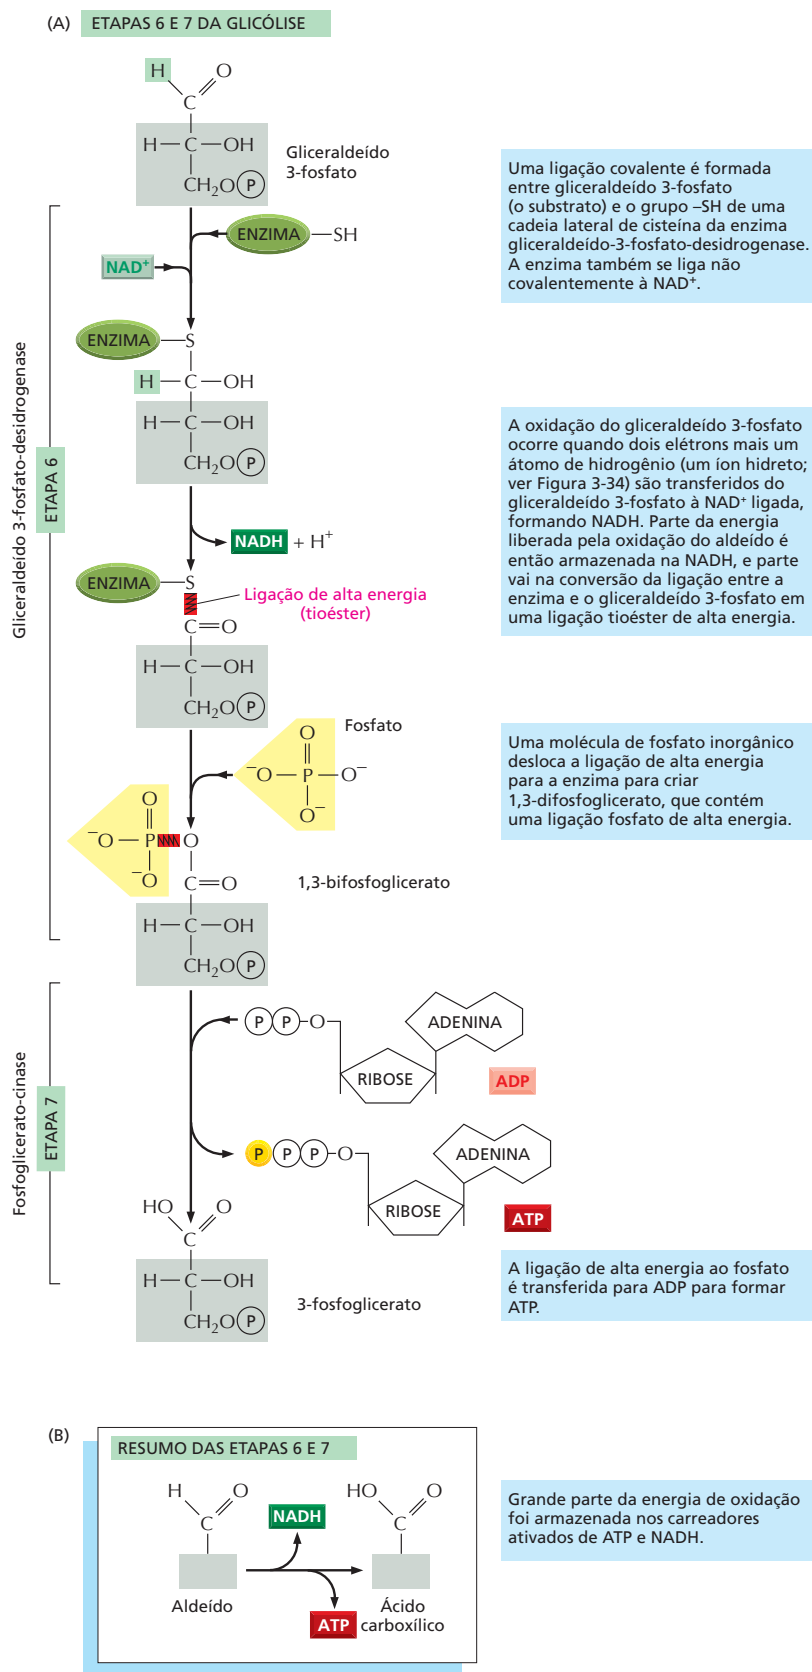 (A) ETAPAS 6 E 7 DA GLICÓLISE
H O
C
H—C—OH
CH₂O P
Gliceraldeído
3-fosfato
Uma ligação covalente é formada
entre gliceraldeído 3-fosfato
(o substrato) e o grupo –SH de uma
cadeia lateral de cisteína da enzima
gliceraldeído-3-fosfato-desidrogenase.
A enzima também se liga não
covalentemente à NAD⁺.
ENZIMA —SH
NAD⁺
Gliceraldeído 3-fosfato-desidrogenase
ETAPA 6
ENZIMA —S
H—C—OH
H—C—OH
CH₂O P
A oxidação do gliceraldeído 3-fosfato
ocorre quando dois elétrons mais um
átomo de hidrogênio (um íon hidreto;
ver Figura 3-34) são transferidos do
gliceraldeído 3-fosfato à NAD⁺ ligada,
formando NADH. Parte da energia
liberada pela oxidação do aldeído é
então armazenada na NADH, e parte
vai na conversão da ligação entre a
enzima e o gliceraldeído 3-fosfato em
uma ligação tioéster de alta energia.
NADH + H⁺
ENZIMA —S
Ligação de alta energia
(tioéster)
C=O
H—C—OH
CH₂O P
Fosfato
O
⁻O—P—O⁻
O⁻
Uma molécula de fosfato inorgânico
desloca a ligação de alta energia
para a enzima para criar
1,3-difosfoglicerato, que contém
uma ligação fosfato de alta energia.
O
⁻O—P O
⁻O
C=O
1,3-bifosfoglicerato
H—C—OH
CH₂O P
Fosfoglicerato-cinase
ETAPA 7
P P—O—
ADENINA
RIBOSE
ADP
P P P—O—
ADENINA
RIBOSE
ATP
HO O
C
H—C—OH
CH₂O P
3-fosfoglicerato
A ligação de alta energia ao fosfato
é transferida para ADP para formar
ATP.
(B)
RESUMO DAS ETAPAS 6 E 7
H O
C
NADH
HO O
C
Aldeído
ATP
Ácido
carboxílico
Grande parte da energia de oxidação
foi armazenada nos carreadores
ativados de ATP e NADH.